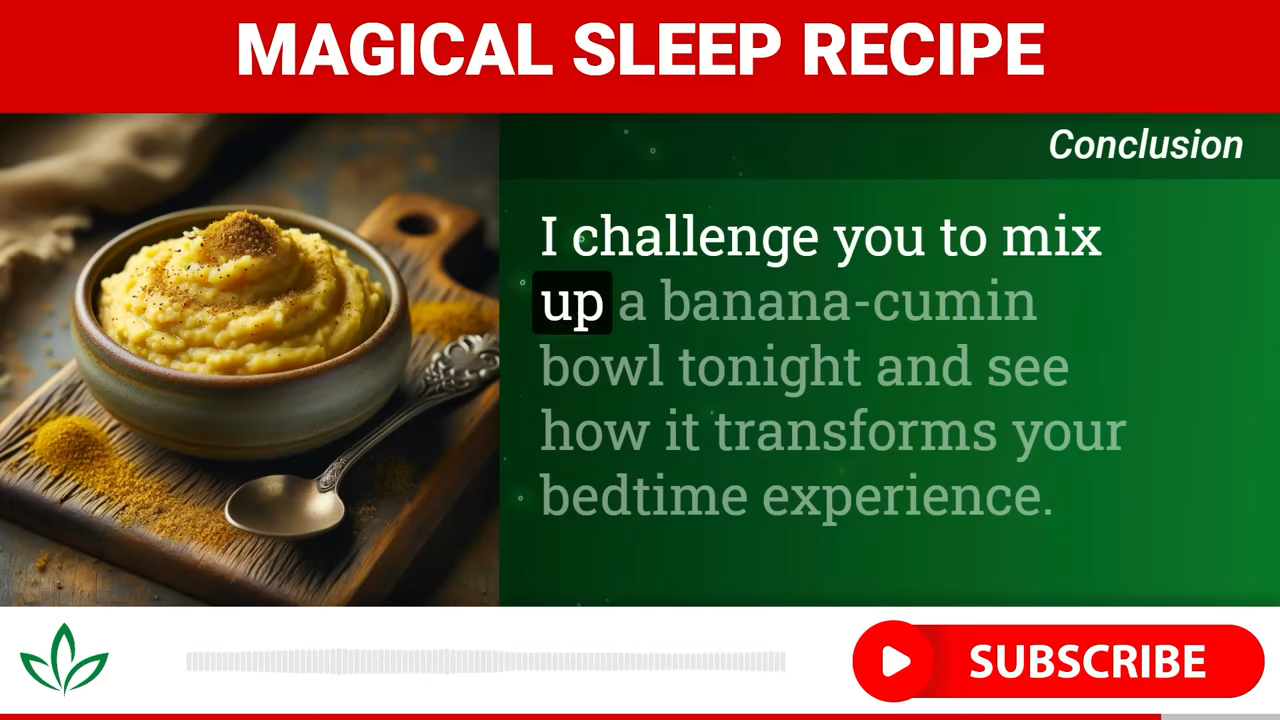 MAGICAL SLEEP RECIPE
Conclusion
I challenge you to mix
up a banana-cumin
bowl tonight and see
how it transforms your
bedtime experience.
SUBSCRIBE